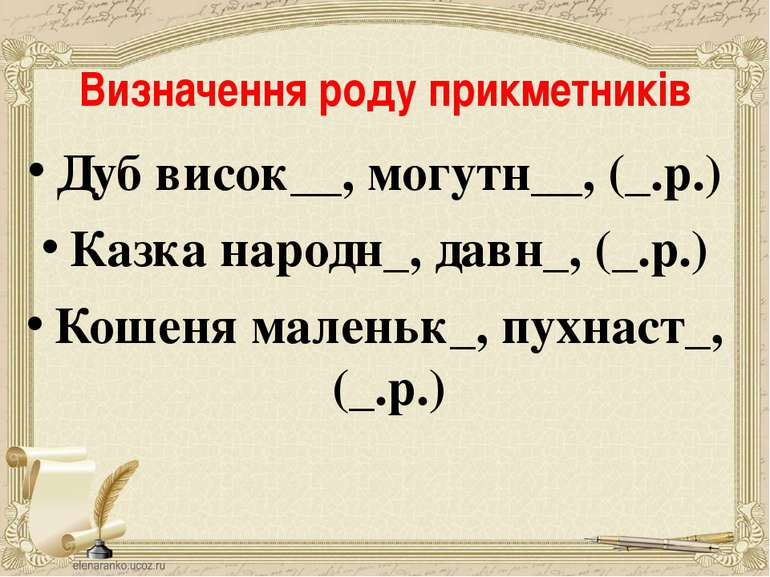 Визначення роду прикметників
• Дуб висок__, могутн__, (_.р.)
• Казка народн_, давн_, (_.р.)
• Кошеня маленьк_, пухнаст_,
(_.р.)
elenaranko.ucoz.ru